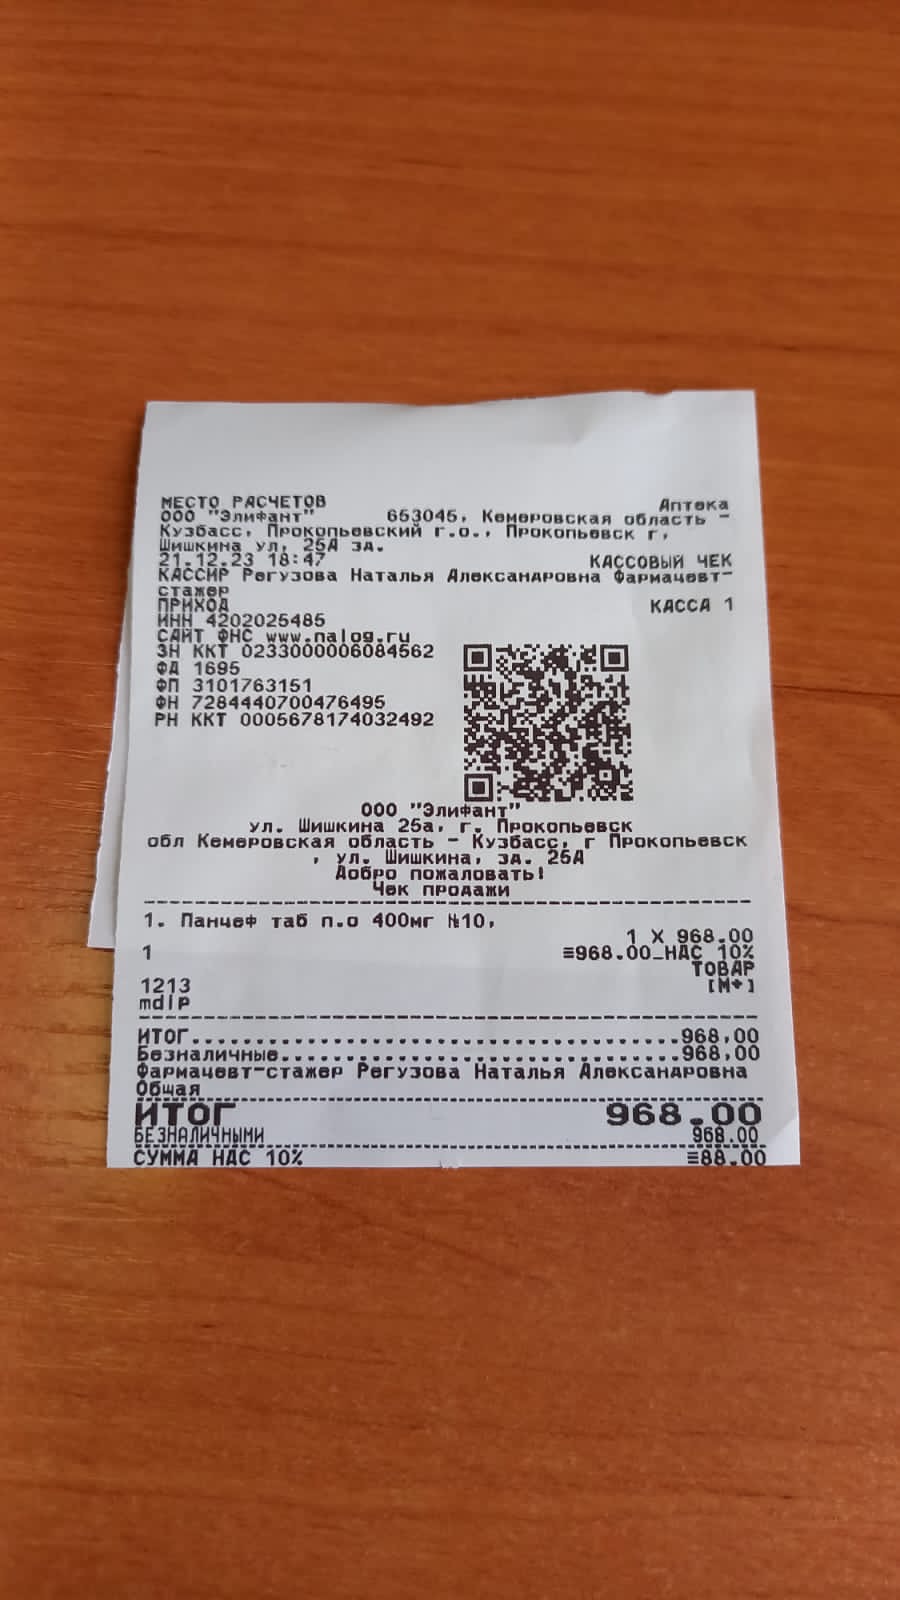 МЕСТО РАСЧЕТОВ Аптека
ООО "Элифант" 653045, Кемеровская область -
Кузбасс, Прокопьевский г.о., Прокопьевск г,
Шишкина ул, 25А зд.
21.12.23 18:47 КАССОВЫЙ ЧЕК
КАССИР Регузова Наталья Александровна Фармацевт-
стажер
ПРИХОД КАССА 1
ИНН 4202025485
САЙТ ФНС www.nalog.ru
ЗН ККТ 0233000006084562
ФД 1695
ФП 3101763151
ФН 7284440700476495
РН ККТ 0005678174032492
ООО "Элифант"
ул. Шишкина 25а, г. Прокопьевск
обл Кемеровская область - Кузбасс, г Прокопьевск
, ул. Шишкина, зд. 25А
Добро пожаловать!
Чек продажи
1. Панцеф таб п.о 400мг №10,
1 X 968.00
1 ≡968.00_НДС 10%
ТОВАР
1213 [M+]
mdlp
ИТОГ........................................968,00
Безналичные.................................968,00
Фармацевт-стажер Регузова Наталья Александровна
Общая
ИТОГ 968.00
БЕЗНАЛИЧНЫМИ 968.00
СУММА НДС 10% ≡88.00